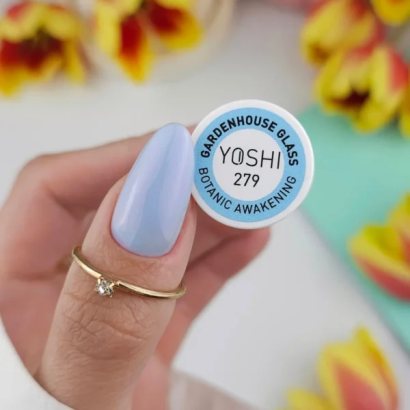 GARDENHOUSE GLASS
YOSHI
279
BOTANIC AWAKENING